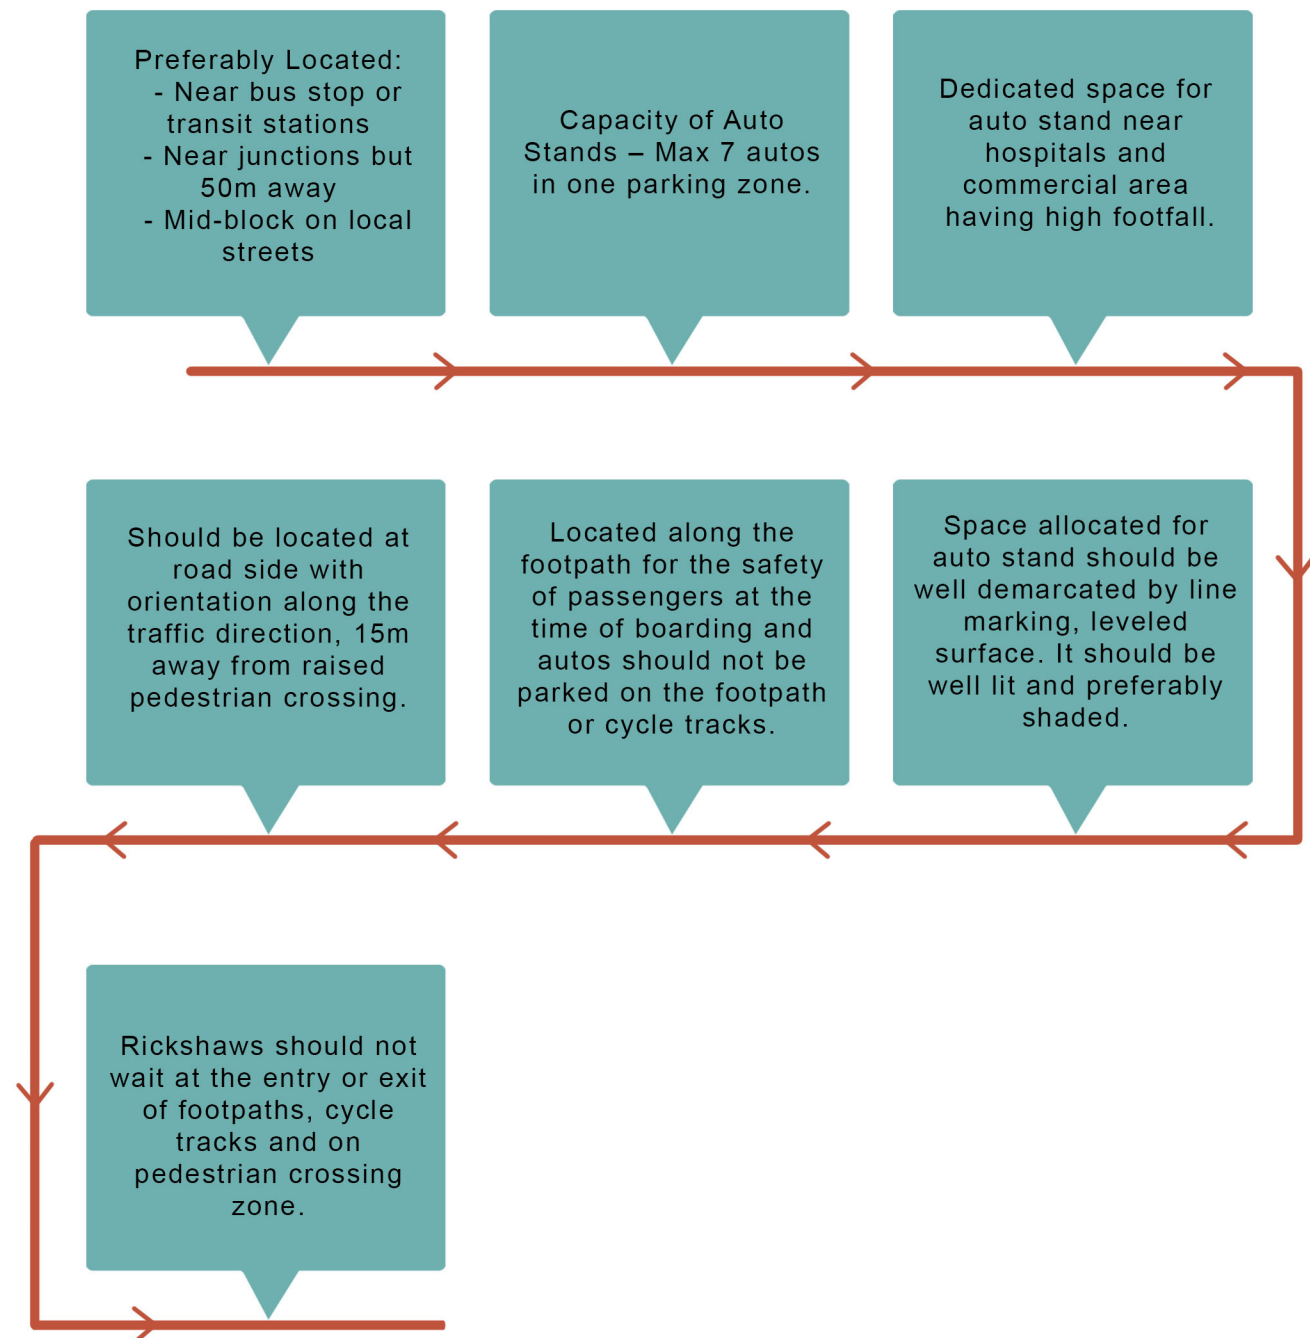 Preferably Located:
- Near bus stop or
transit stations
- Near junctions but
50m away
- Mid-block on local
streets
Capacity of Auto
Stands – Max 7 autos
in one parking zone.
Dedicated space for
auto stand near
hospitals and
commercial area
having high footfall.
Space allocated for
auto stand should be
well demarcated by line
marking, leveled
surface. It should be
well lit and preferably
shaded.
Located along the
footpath for the safety
of passengers at the
time of boarding and
autos should not be
parked on the footpath
or cycle tracks.
Should be located at
road side with
orientation along the
traffic direction, 15m
away from raised
pedestrian crossing.
Rickshaws should not
wait at the entry or exit
of footpaths, cycle
tracks and on
pedestrian crossing
zone.